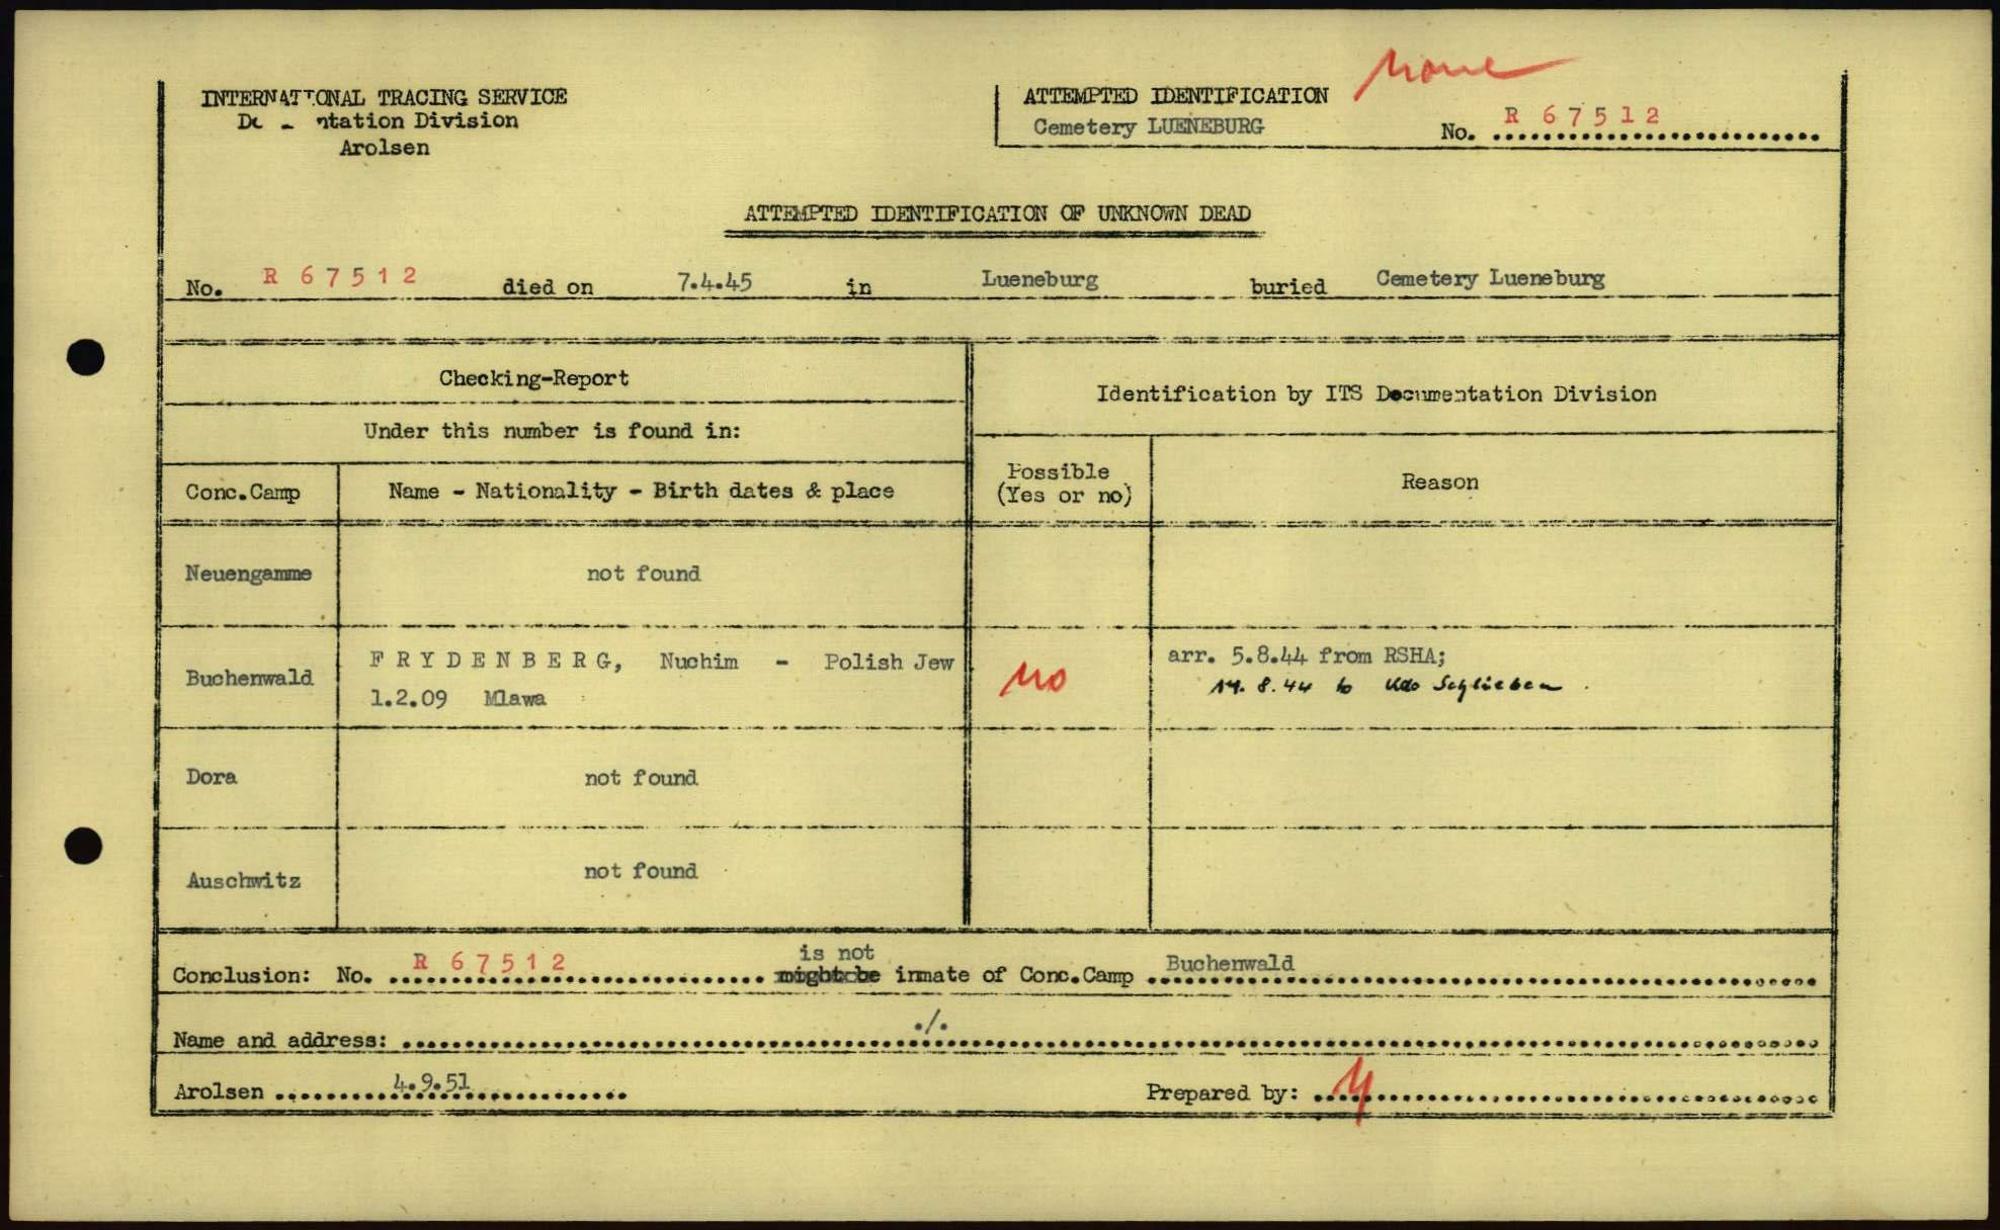 none
INTERNATIONAL TRACING SERVICE
ntation Division
Arolsen
ATTEMPTED IDENTIFICATION
Cemetery LUENEBURG
No. R 67512
ATTEMPTED IDENTIFICATION OF UNKNOWN DEAD
No. R 67512 died on 7.4.45 in Lueneburg buried Cemetery Lueneburg
Checking-Report
Identification by ITS Documentation Division
Under this number is found in:
Conc.Camp
Name - Nationality - Birth dates & place
Possible
(Yes or no)
Reason
Neuengamme
not found
Buchenwald
F R Y D E N B E R G, Nuchim - Polish Jew
1.2.09 Mlawa
no
arr. 5.8.44 from RSHA;
8.44 to Kdo Schlieben.
Dora
not found
Auschwitz
not found
is not
Conclusion: No. R 67512 might be inmate of Conc.Camp Buchenwald
Name and address: ./.
Arolsen 4.9.51
Prepared by: